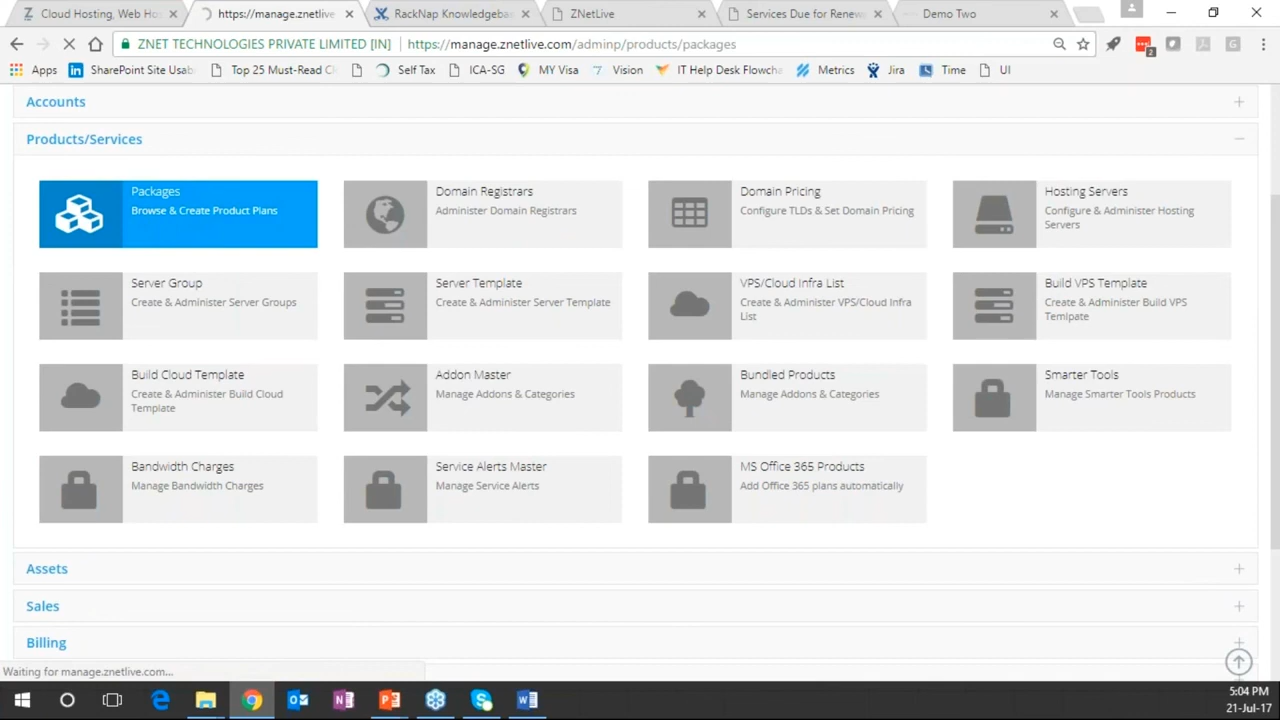 Cloud Hosting, Web Hos
https://manage.znetlive
RackNap Knowledgeba
ZNetLive
Services Due for Renew
Demo Two
ZNET TECHNOLOGIES PRIVATE LIMITED [IN]
https://manage.znetlive.com/adminp/products/packages
2
Apps
SharePoint Site Usab
Top 25 Must-Read Cl
Self Tax
ICA-SG
MY Visa
Vision
IT Help Desk Flowcha
Metrics
Jira
Time
UI
Accounts
Products/Services
Packages
Browse & Create Product Plans
Domain Registrars
Administer Domain Registrars
Domain Pricing
Configure TLDs & Set Domain Pricing
Hosting Servers
Configure & Administer Hosting
Servers
Server Group
Create & Administer Server Groups
Server Template
Create & Administer Server Template
VPS/Cloud Infra List
Create & Administer VPS/Cloud Infra
List
Build VPS Template
Create & Administer Build VPS
Temlpate
Build Cloud Template
Create & Administer Build Cloud
Template
Addon Master
Manage Addons & Categories
Bundled Products
Manage Addons & Categories
Smarter Tools
Manage Smarter Tools Products
Bandwidth Charges
Manage Bandwidth Charges
Service Alerts Master
Manage Service Alerts
MS Office 365 Products
Add Office 365 plans automatically
Assets
Sales
Billing
Waiting for manage.znetlive.com...
5:04 PM
21-Jul-17